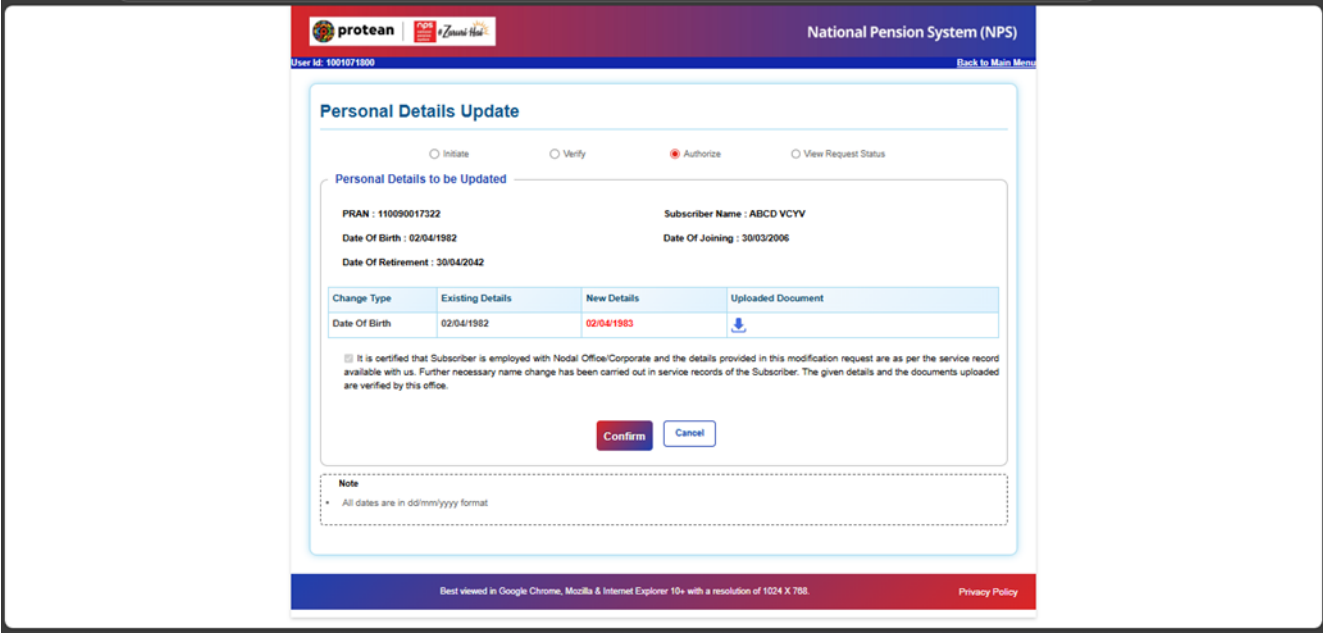 protean nps # Zaruri Hai National Pension System (NPS)
User Id: 1001071800 Back to Main Menu
Personal Details Update
Initiate Verify Authorize View Request Status
Personal Details to be Updated
PRAN : 110090017322 Subscriber Name : ABCD VCYV
Date Of Birth : 02/04/1982 Date Of Joining : 30/03/2006
Date Of Retirement : 30/04/2042
Change Type Existing Details New Details Uploaded Document
Date Of Birth 02/04/1982 02/04/1983
It is certified that Subscriber is employed with Nodal Office/Corporate and the details provided in this modification request are as per the service record
available with us. Further necessary name change has been carried out in service records of the Subscriber. The given details and the documents uploaded
are verified by this office.
Confirm Cancel
Note
• All dates are in dd/mm/yyyy format
Best viewed in Google Chrome, Mozilla & Internet Explorer 10+ with a resolution of 1024 X 768. Privacy Policy